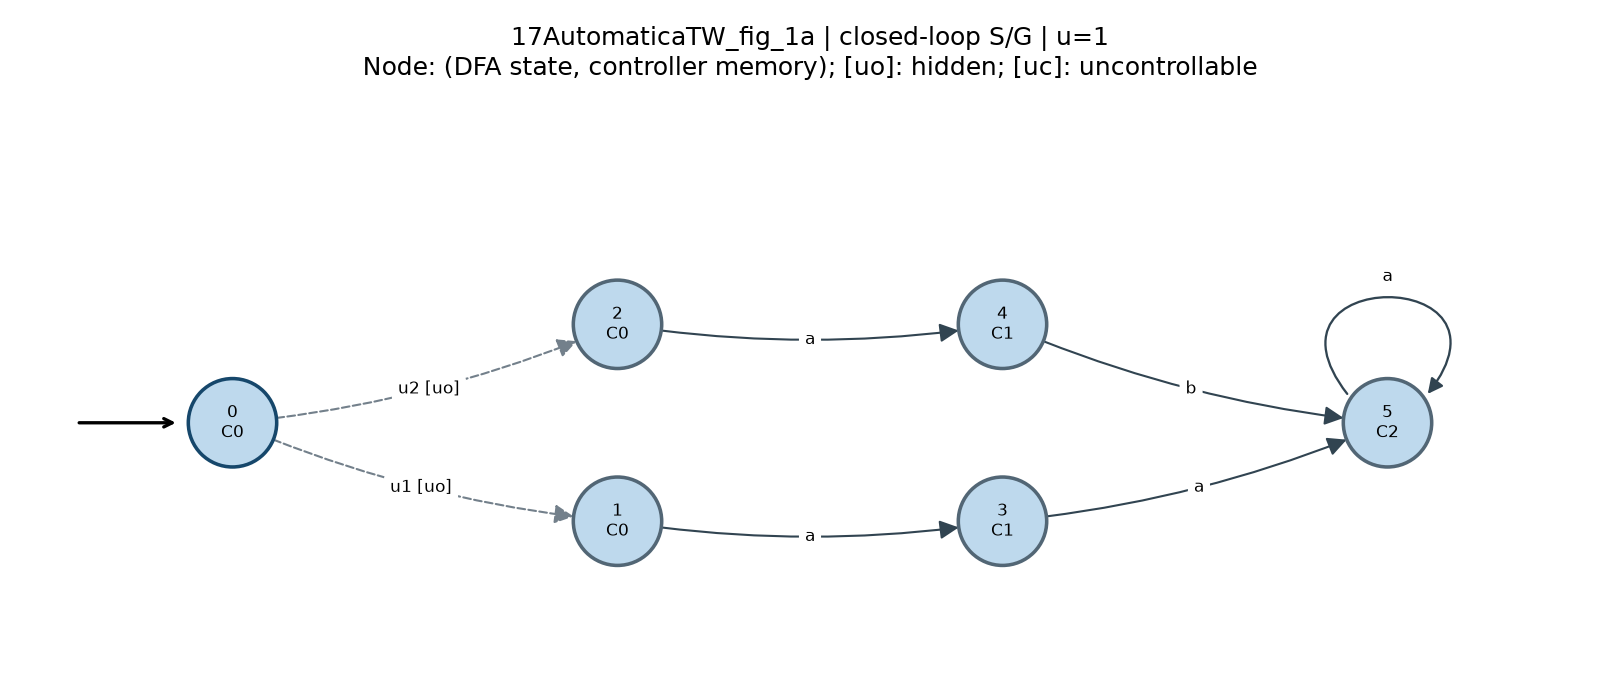 17AutomaticaTW_fig_1a | closed-loop S/G | u=1
Node: (DFA state, controller memory); [uo]: hidden; [uc]: uncontrollable
a
2
C0
4
C1
a
u2 [uo]
b
0
C0
5
C2
u1 [uo]
a
1
C0
3
C1
a